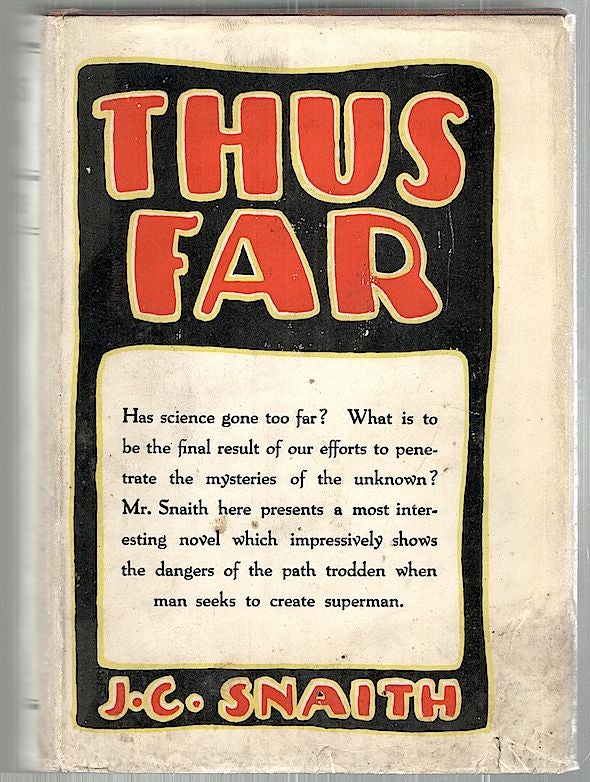 THUS
FAR
Has science gone too far? What is to
be the final result of our efforts to pene-
trate the mysteries of the unknown?
Mr. Snaith here presents a most inter-
esting novel which impressively shows
the dangers of the path trodden when
man seeks to create superman.
J.C. SNAITH